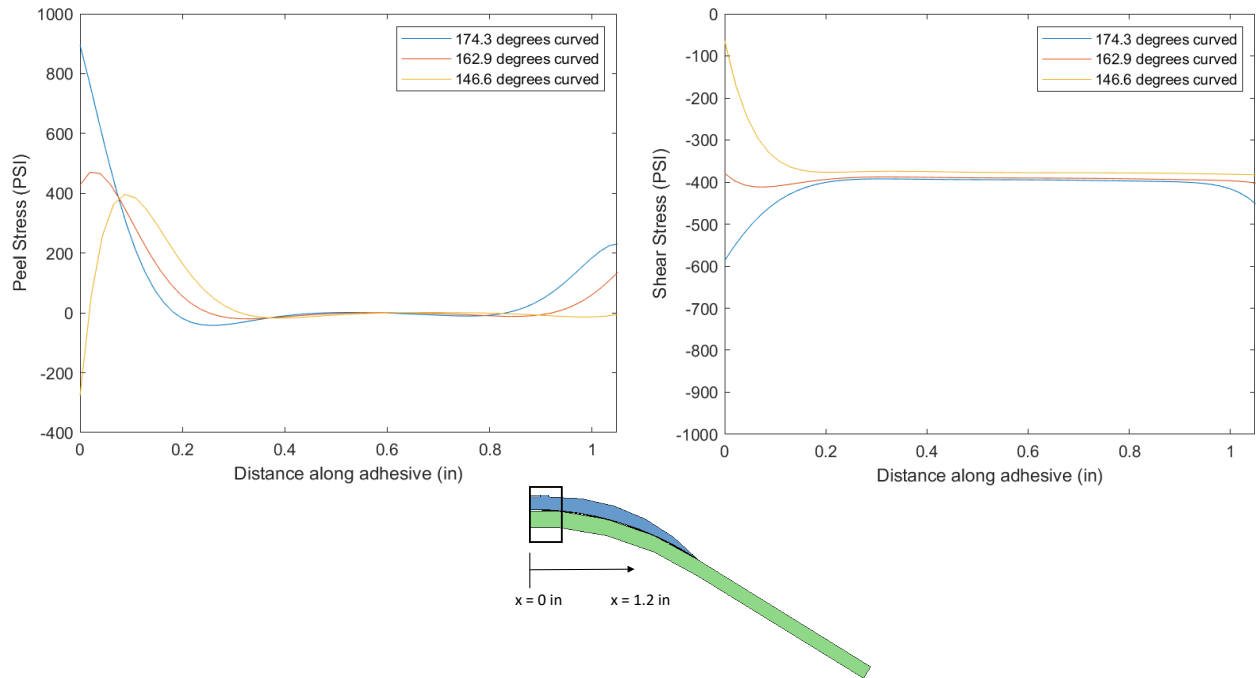 1000
800
600
400
200
0
-200
-400
0
0.2
0.4
0.6
0.8
1
Peel Stress (PSI)
Distance along adhesive (in)
174.3 degrees curved
162.9 degrees curved
146.6 degrees curved
0
-100
-200
-300
-400
-500
-600
-700
-800
-900
-1000
0
0.2
0.4
0.6
0.8
1
Shear Stress (PSI)
Distance along adhesive (in)
174.3 degrees curved
162.9 degrees curved
146.6 degrees curved
x = 0 in
x = 1.2 in